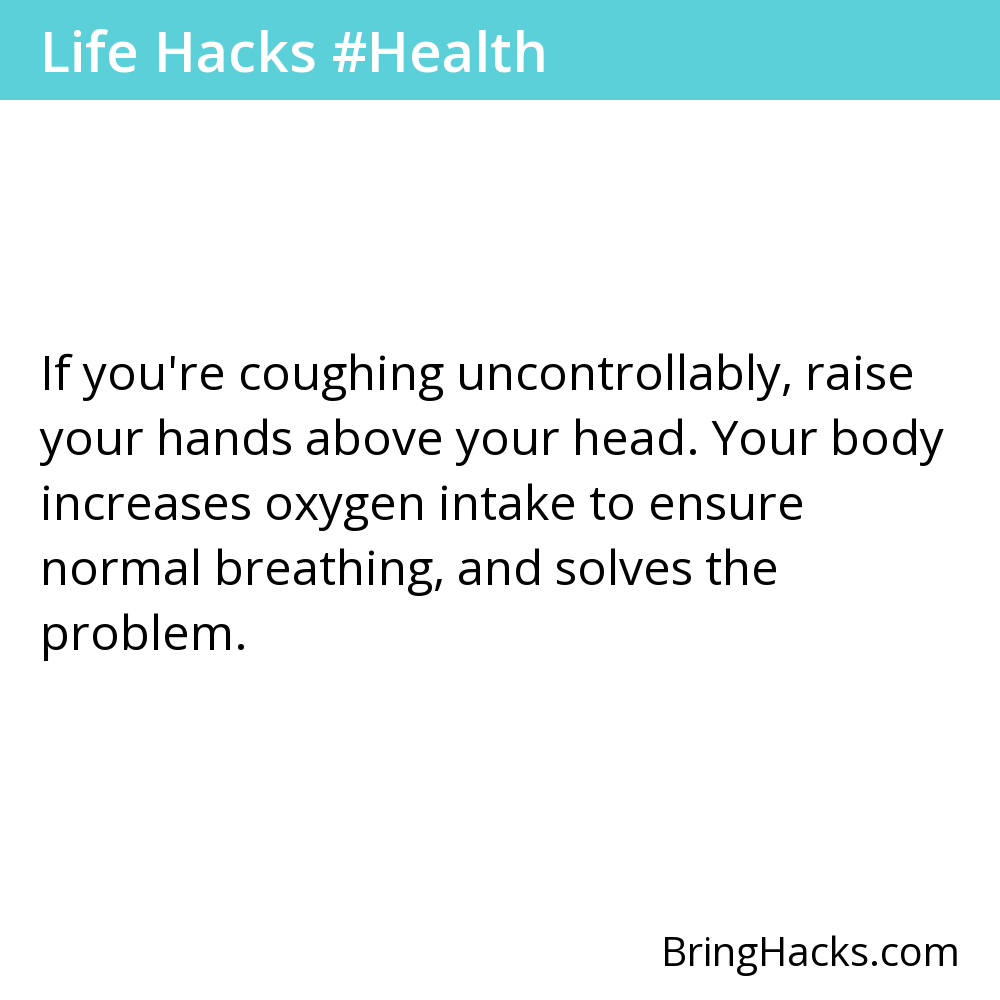 Life Hacks #Health
If you're coughing uncontrollably, raise
your hands above your head. Your body
increases oxygen intake to ensure
normal breathing, and solves the
problem.
BringHacks.com